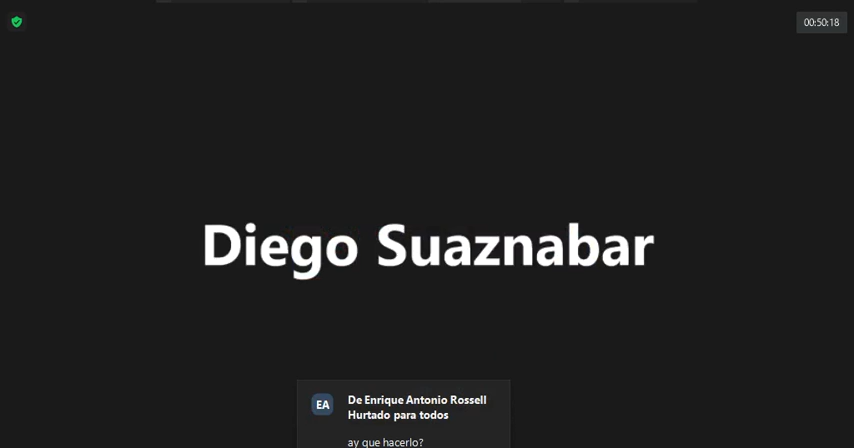 00:50:18
Diego Suaznabar
EA
De Enrique Antonio Rossell
Hurtado para todos
ay que hacerlo?